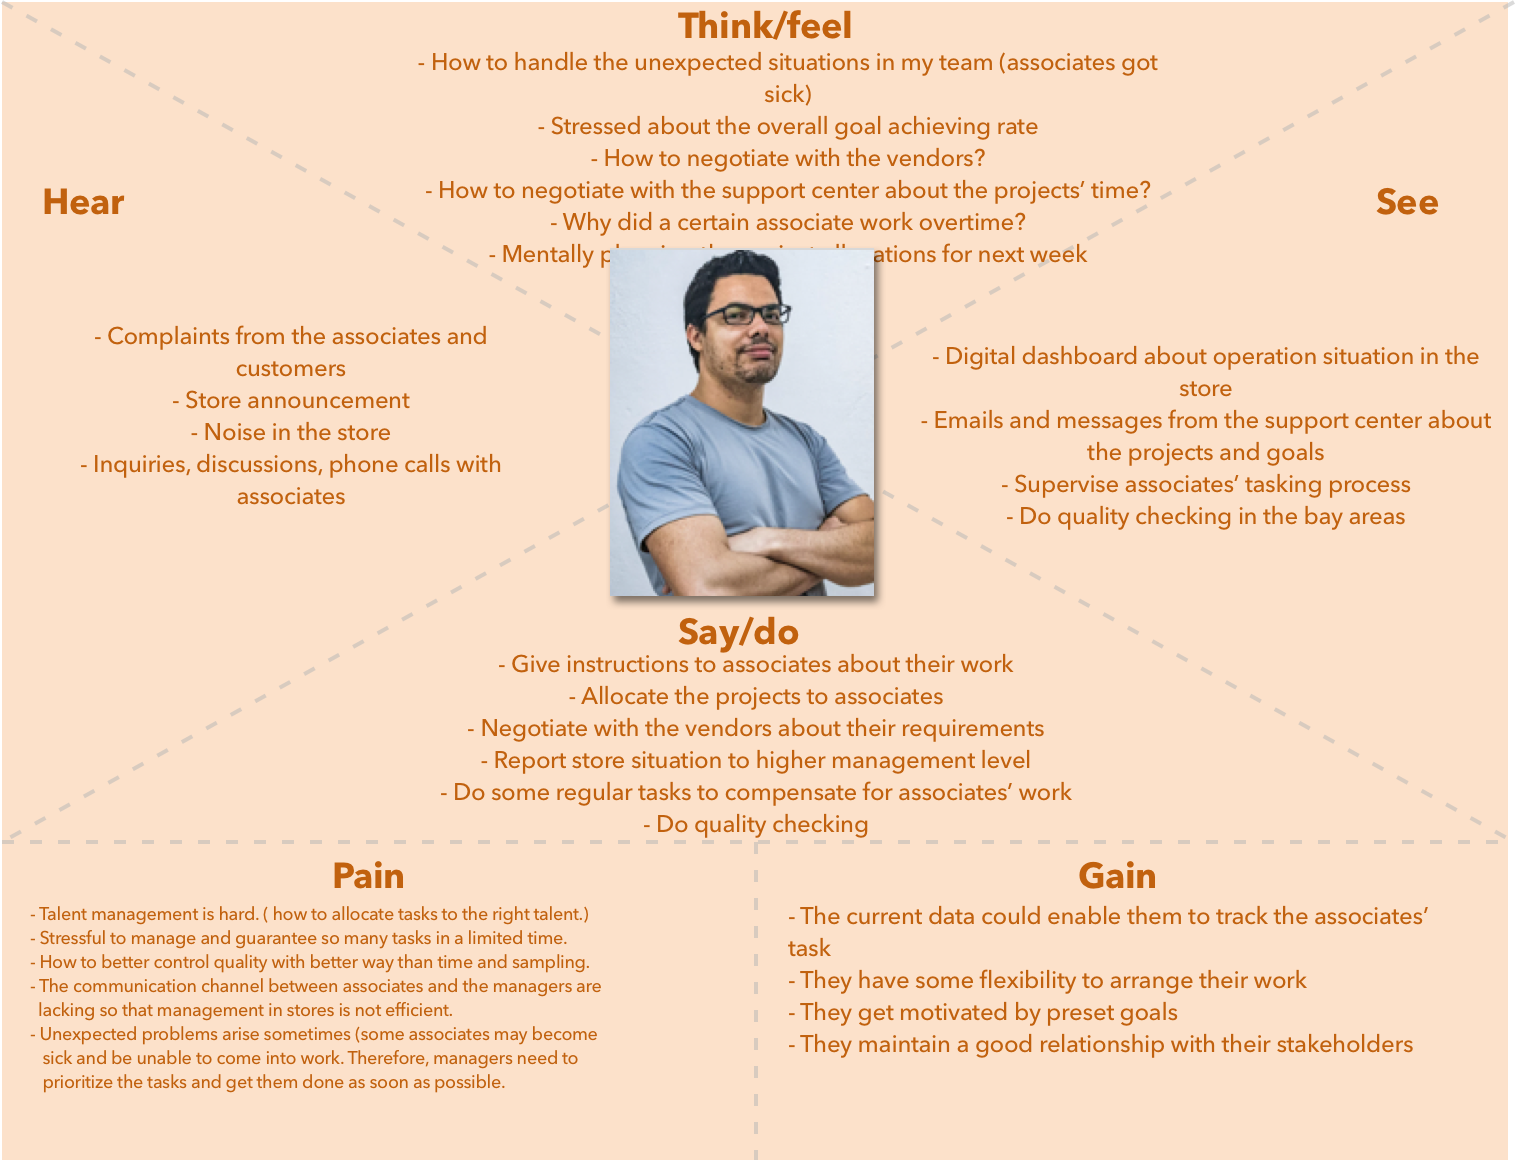 Think/feel
- How to handle the unexpected situations in my team (associates got
sick)
- Stressed about the overall goal achieving rate
- How to negotiate with the vendors?
- How to negotiate with the support center about the projects’ time?
- Why did a certain associate work overtime?
- Mentally for next week
Hear
- Complaints from the associates and
customers
- Store announcement
- Noise in the store
- Inquiries, discussions, phone calls with
associates
See
- Digital dashboard about operation situation in the
store
- Emails and messages from the support center about
the projects and goals
- Supervise associates’ tasking process
- Do quality checking in the bay areas
Say/do
- Give instructions to associates about their work
- Allocate the projects to associates
- Negotiate with the vendors about their requirements
- Report store situation to higher management level
- Do some regular tasks to compensate for associates’ work
- Do quality checking
Pain
- Talent management is hard. ( how to allocate tasks to the right talent.)
- Stressful to manage and guarantee so many tasks in a limited time.
- How to better control quality with better way than time and sampling.
- The communication channel between associates and the managers are
lacking so that management in stores is not efficient.
- Unexpected problems arise sometimes (some associates may become
sick and be unable to come into work. Therefore, managers need to
prioritize the tasks and get them done as soon as possible.
Gain
- The current data could enable them to track the associates’
task
- They have some flexibility to arrange their work
- They get motivated by preset goals
- They maintain a good relationship with their stakeholders